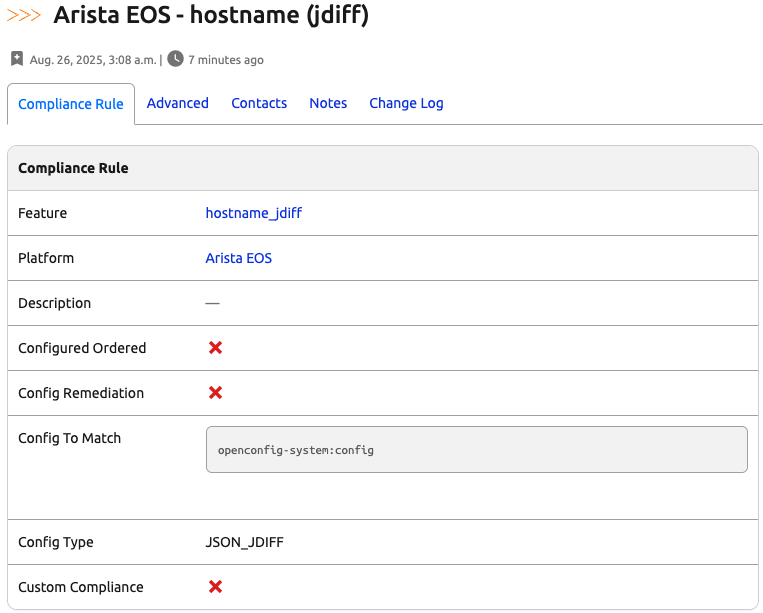 >>> Arista EOS - hostname (jdiff)
Aug. 26, 2025, 3:08 a.m. | 7 minutes ago
Compliance Rule Advanced Contacts Notes Change Log
Compliance Rule
Feature hostname_jdiff
Platform Arista EOS
Description —
Configured Ordered
Config Remediation
Config To Match openconfig-system:config
Config Type JSON_JDIFF
Custom Compliance